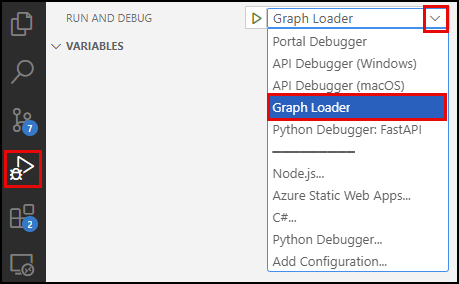 RUN AND DEBUG
Graph Loader
VARIABLES
Portal Debugger
API Debugger (Windows)
API Debugger (macOS)
Graph Loader
Python Debugger: FastAPI
Node.js...
Azure Static Web Apps...
C#...
Python Debugger...
Add Configuration...
7
2